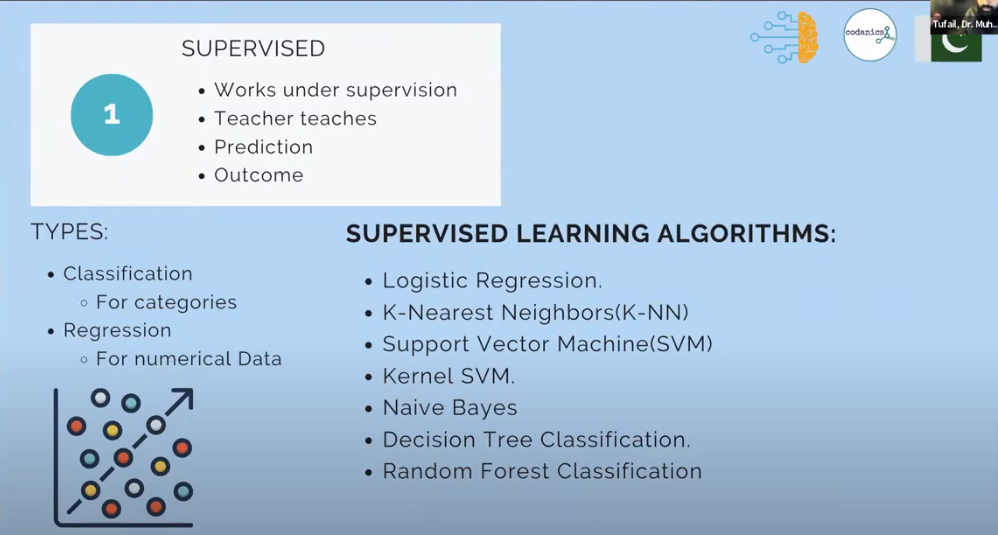 Tufail, Dr. Muh...
codanics
1
SUPERVISED
Works under supervision
Teacher teaches
Prediction
Outcome
TYPES:
Classification
For categories
Regression
For numerical Data
SUPERVISED LEARNING ALGORITHMS:
Logistic Regression.
K-Nearest Neighbors(K-NN)
Support Vector Machine(SVM)
Kernel SVM.
Naive Bayes
Decision Tree Classification.
Random Forest Classification